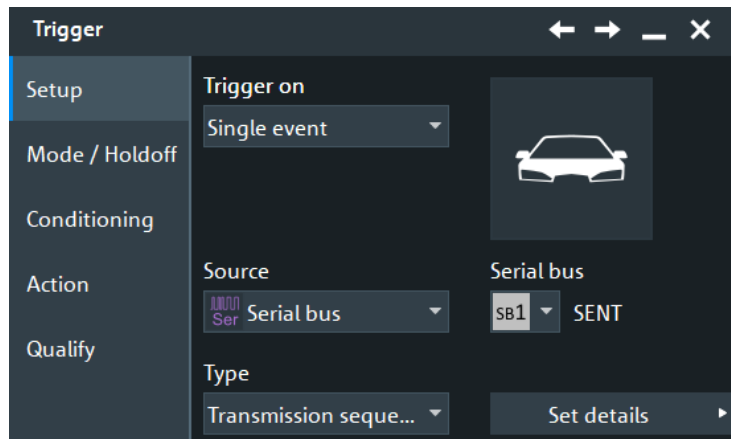 Trigger
Setup
Mode / Holdoff
Conditioning
Action
Qualify
Trigger on
Single event
Source
Ser Serial bus
Serial bus
SB1 SENT
Type
Transmission seque...
Set details